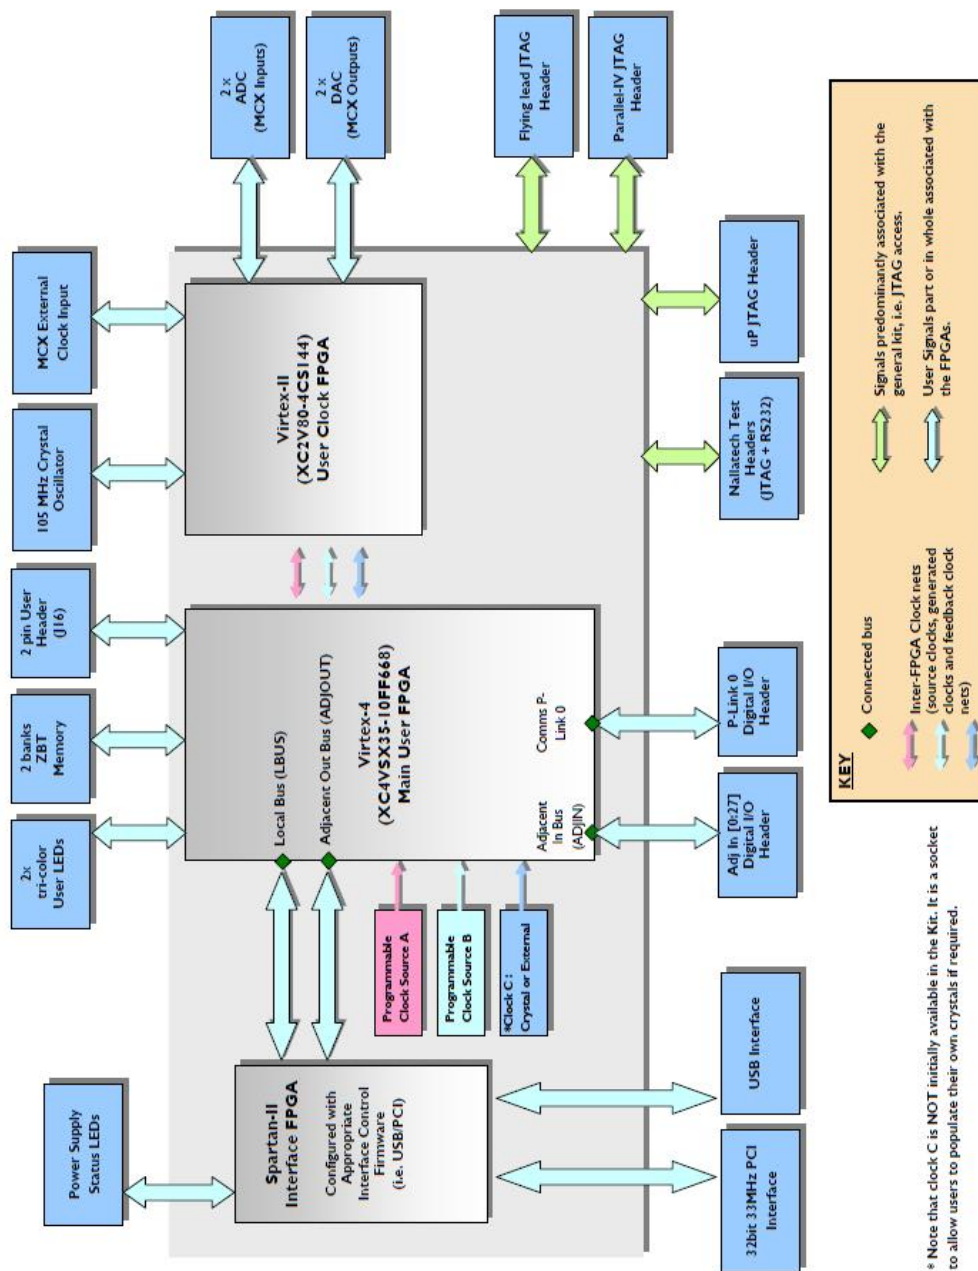 Power Supply
Status LEDs
2x
tri-color
User LEDs
2 banks
ZBT
Memory
2 pin User
Header
(J16)
105 MHz Crystal
Oscillator
MCX External
Clock Input
2 x
ADC
(MCX Inputs)
2 x
DAC
(MCX Outputs)
Flying lead JTAG
Header
Parallel-IV JTAG
Header
Spartan-II
Interface FPGA
Configured with
Appropriate
Interface Control
Firmware
(i.e. USB/PCI)
Local Bus (LBUS)
Adjacent Out Bus (ADJOUT)
Virtex-4
(XC4VSX35-10FF668)
Main User FPGA
Adjacent
In Bus
(ADJIN)
Comms P-
Link 0
Virtex-II
(XC2V80-4CS144)
User Clock FPGA
Programmable
Clock Source A
Programmable
Clock Source B
*Clock C :
Crystal or External
32bit 33MHz PCI
Interface
USB Interface
Adj In [0:27]
Digital I/O
Header
P-Link 0
Digital I/O
Header
Nallatech Test
Headers
(JTAG + RS232)
uP JTAG Header
KEY
Connected bus
Inter-FPGA Clock nets
(source clocks, generated
clocks and feedback clock
nets)
Signals predominantly associated with the
general kit, i.e. JTAG access.
User Signals part or in whole associated with
the FPGAs.
* Note that clock C is NOT initially available in the Kit. It is a socket
to allow users to populate their own crystals if required.